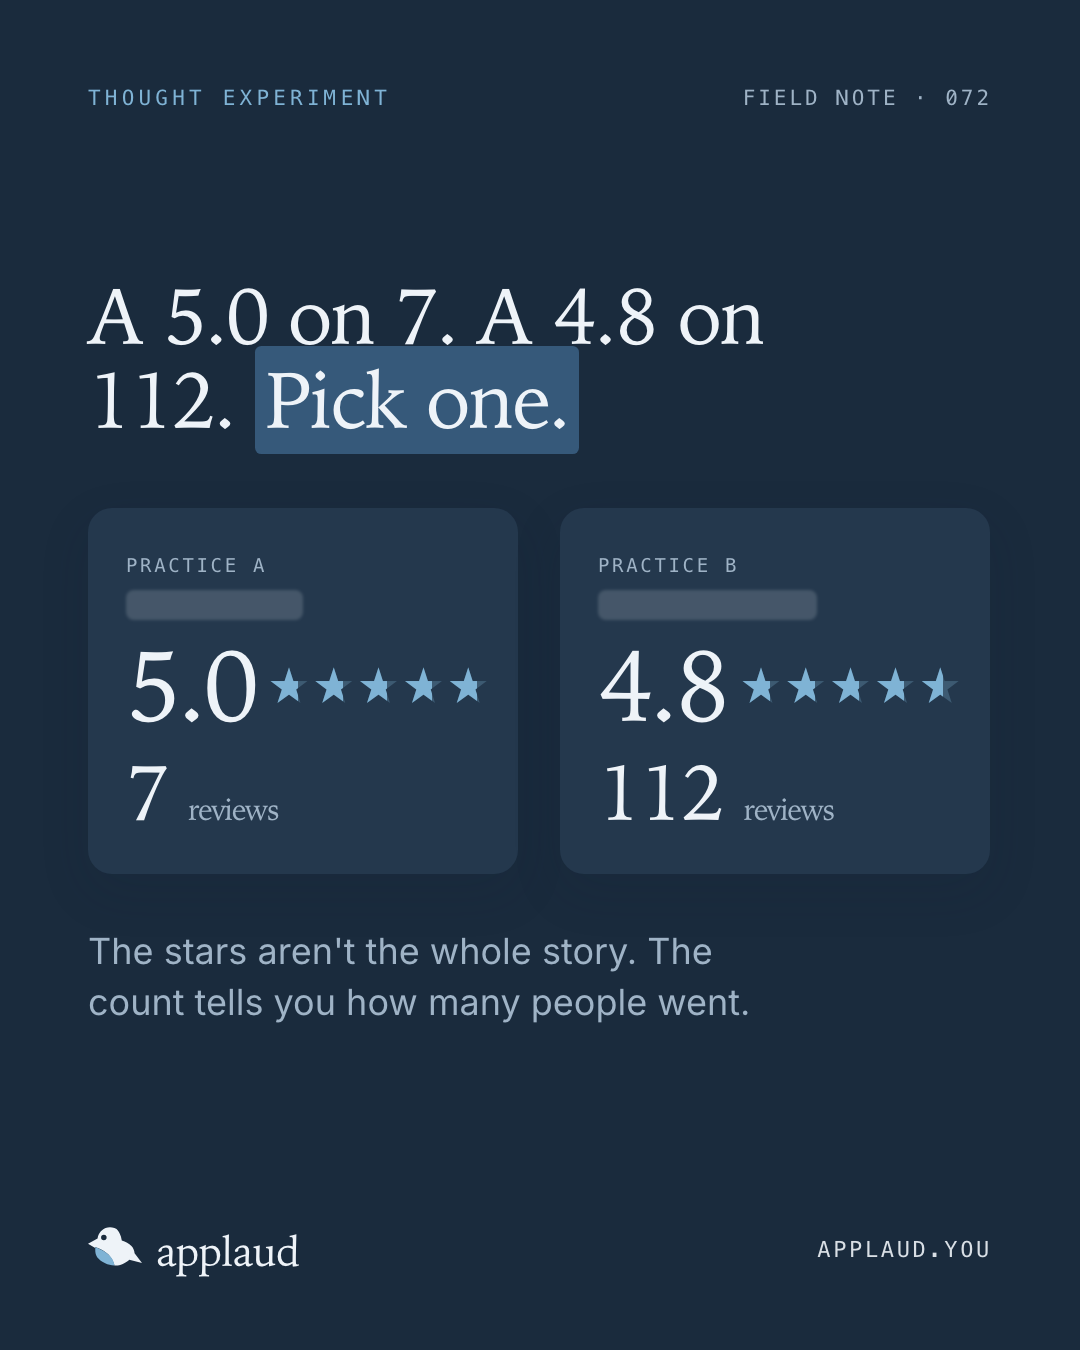 THOUGHT EXPERIMENT
FIELD NOTE · 072
A 5.0 on 7. A 4.8 on
112. Pick one.
PRACTICE A
5.0
7 reviews
PRACTICE B
4.8
112 reviews
The stars aren't the whole story. The
count tells you how many people went.
applaud
APPLAUD.YOU